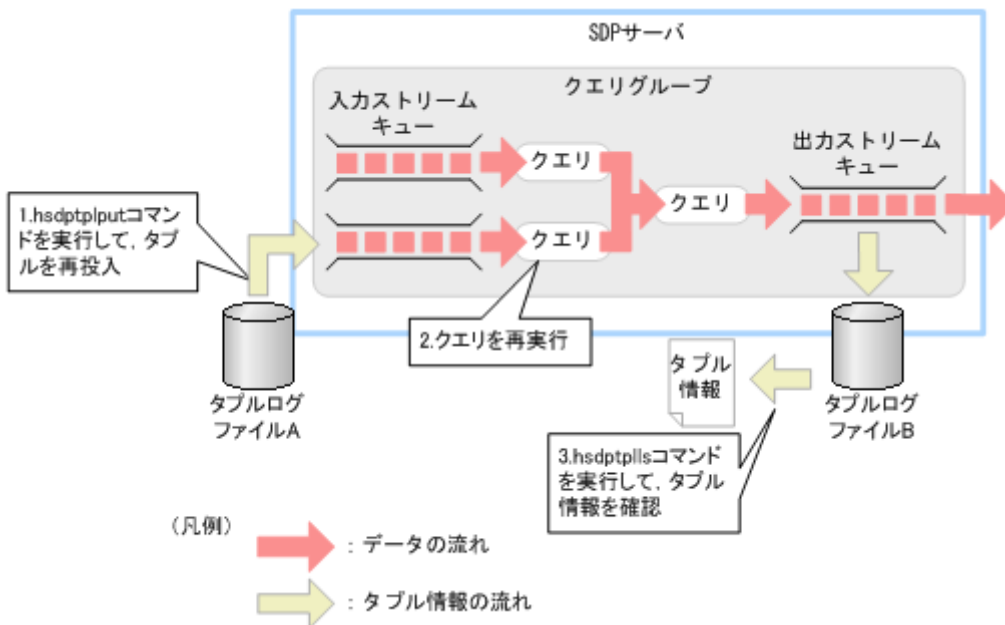 SDPサーバ
クエリグループ
入力ストリーム
キュー
出力ストリーム
キュー
クエリ
クエリ
クエリ
1.hsdptplputコマン
ドを実行して，タプ
ルを再投入
2.クエリを再実行
タプルログ
ファイルA
タプル
情報
タプルログ
ファイルB
3.hsdptpllsコマンド
を実行して，タプル
情報を確認
（凡例）
：データの流れ
：タプル情報の流れ